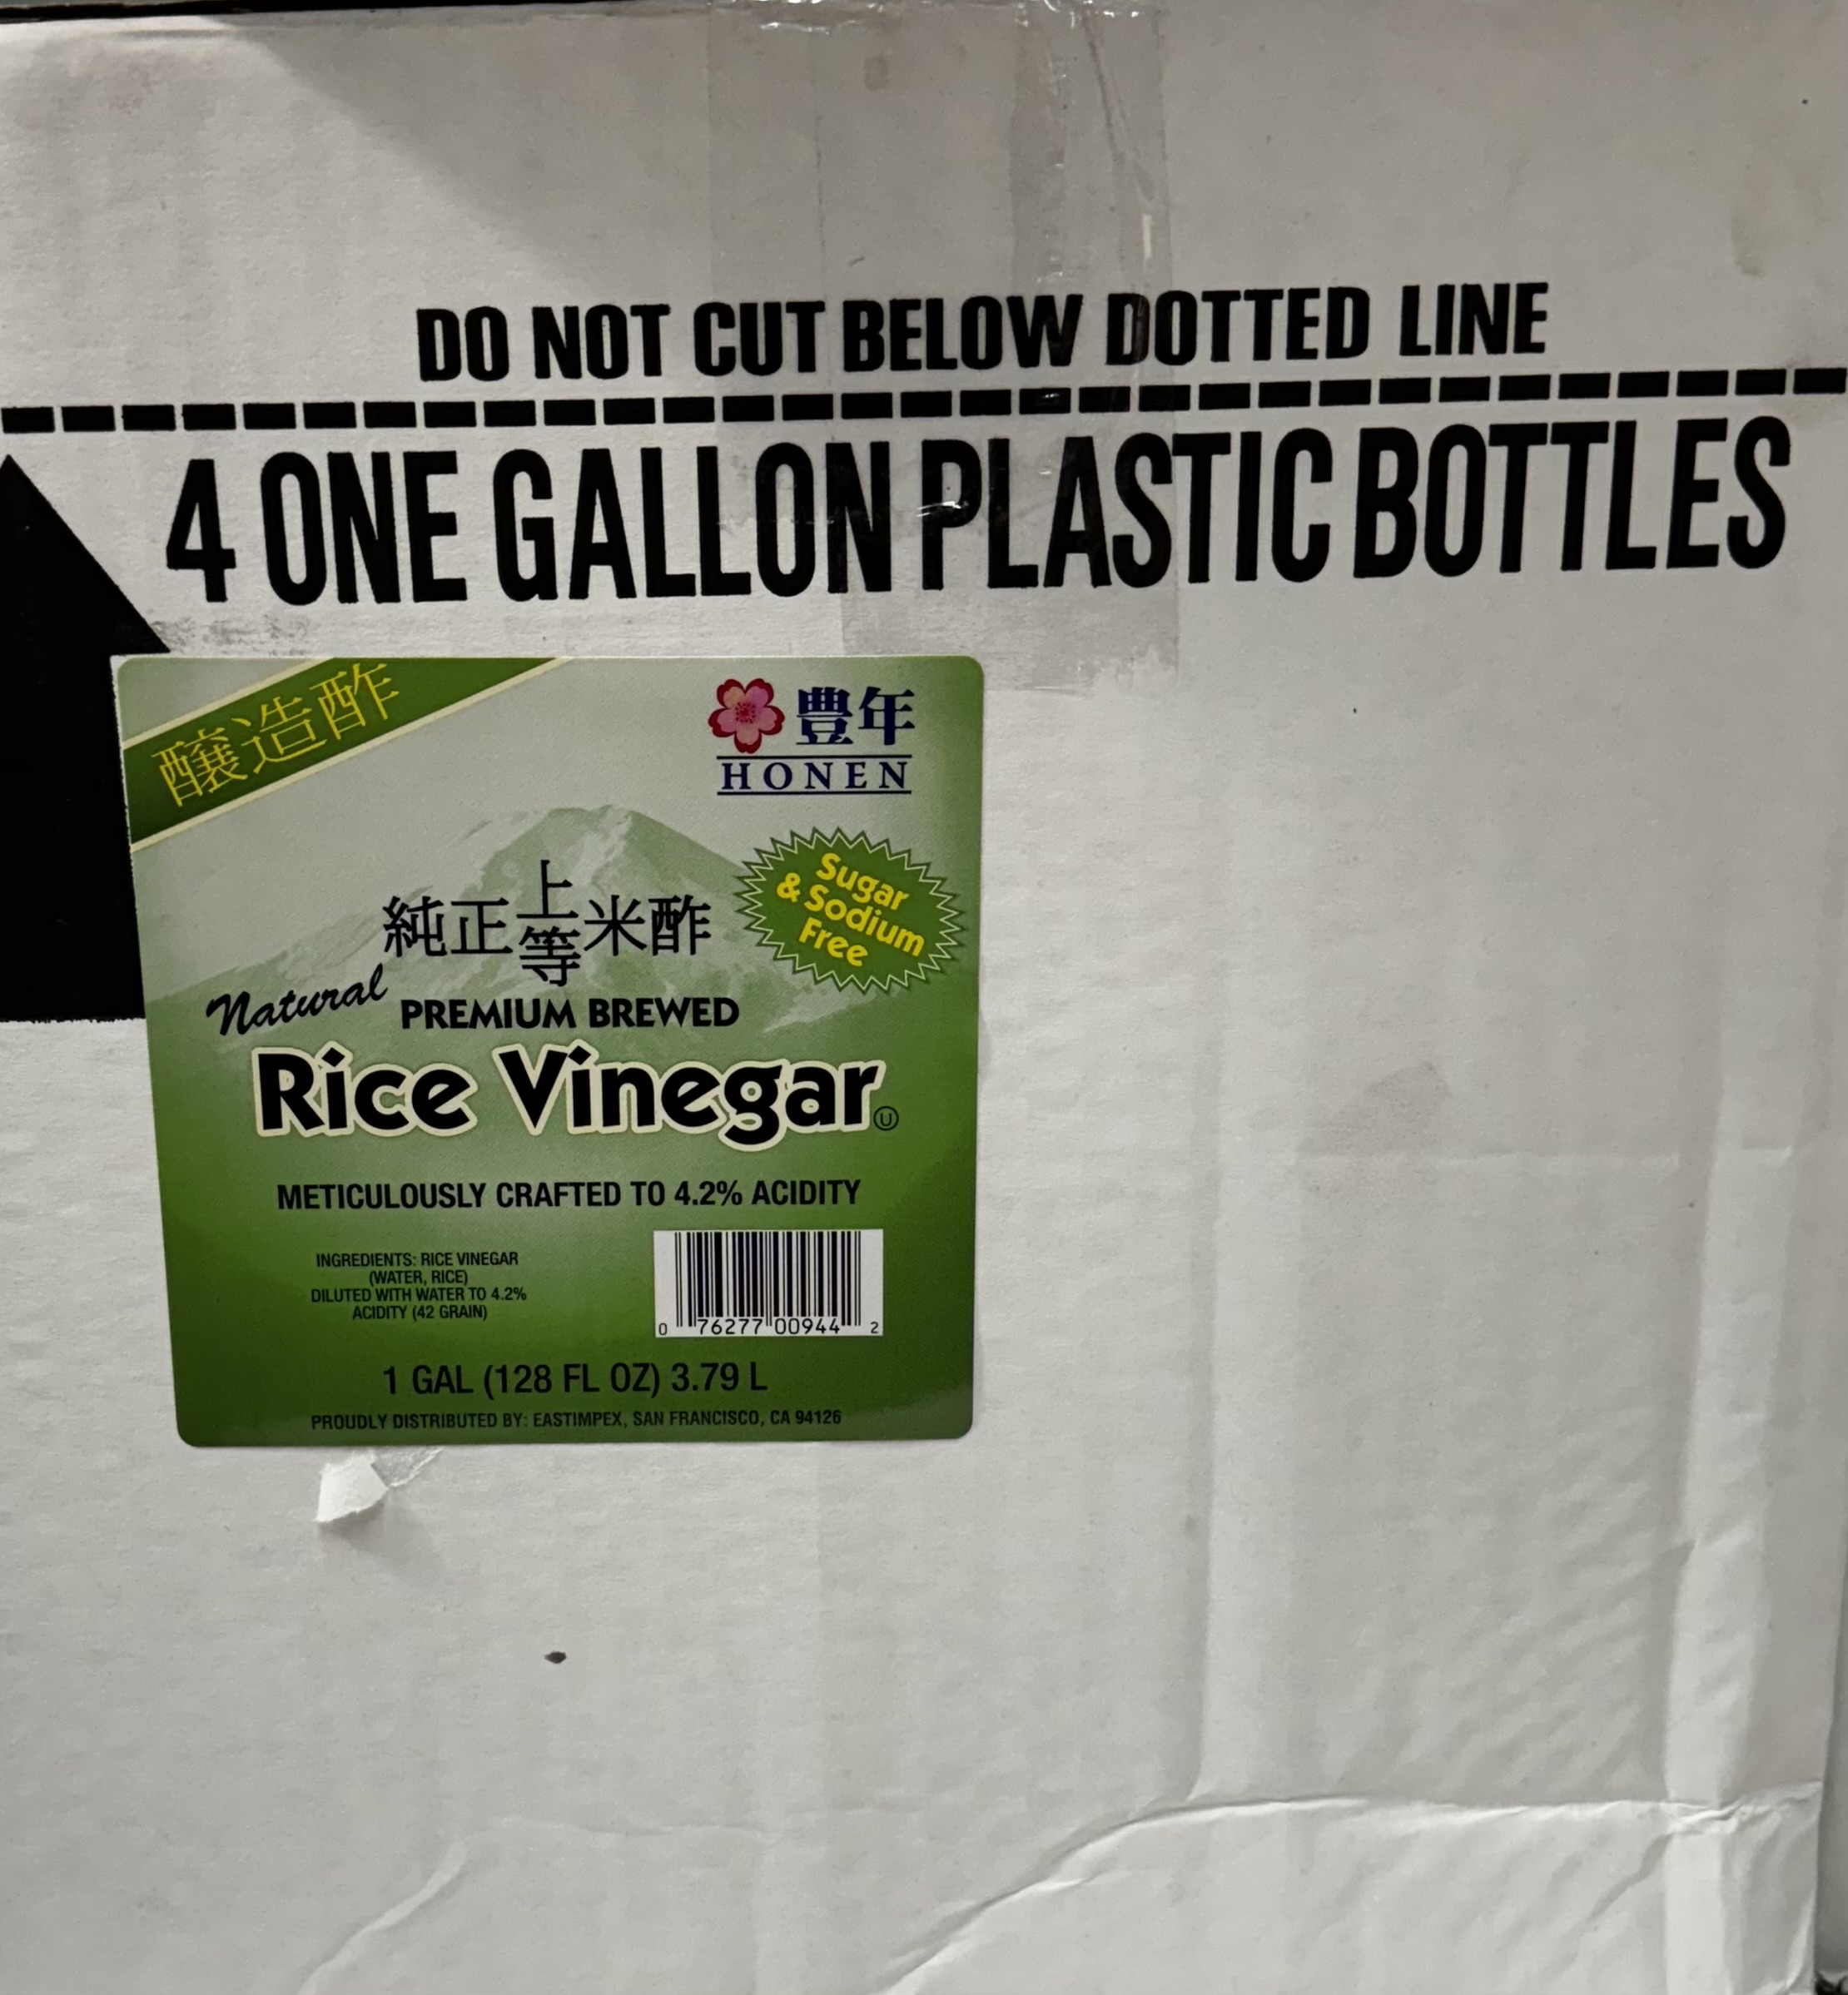 DO NOT CUT BELOW DOTTED LINE
4 ONE GALLON PLASTIC BOTTLES
醸造酢
豊年
HONEN
Sugar
& Sodium
Free
純正上等米酢
Natural PREMIUM BREWED
Rice Vinegar Ⓤ
METICULOUSLY CRAFTED TO 4.2% ACIDITY
INGREDIENTS: RICE VINEGAR
(WATER, RICE)
DILUTED WITH WATER TO 4.2%
ACIDITY (42 GRAIN)
0 76277 00944 2
1 GAL (128 FL OZ) 3.79 L
PROUDLY DISTRIBUTED BY: EASTIMPEX, SAN FRANCISCO, CA 94126